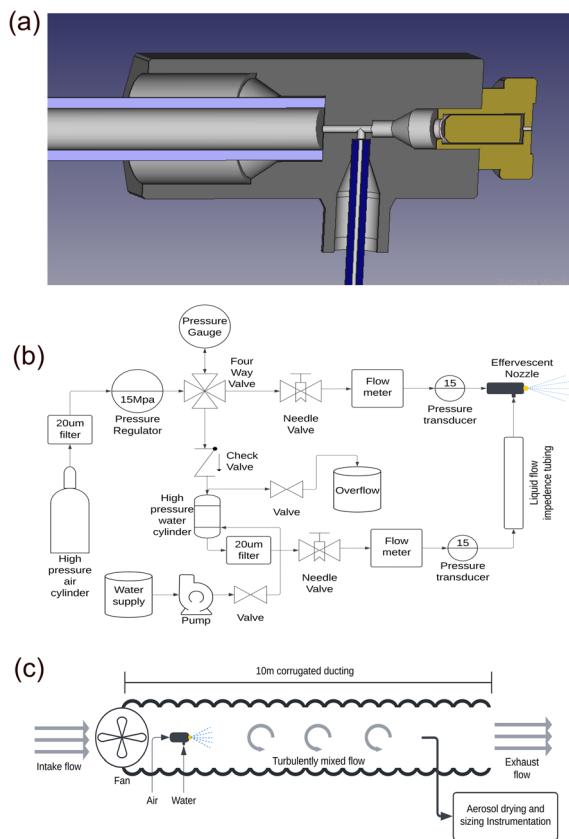 (a)
(b)
Pressure
Gauge
Four
Way
Valve
Effervescent
Nozzle
15Mpa
Flow
meter
15
20um
filter
Pressure
Regulator
Needle
Valve
Pressure
transducer
Check
Valve
Liquid flow
impedence tubing
High
pressure
water
cylinder
Valve
Overflow
20um
filter
Flow
meter
15
High
pressure
air
cylinder
Needle
Valve
Pressure
transducer
Water
supply
Pump
Valve
(c)
10m corrugated ducting
Intake flow
Fan
Air
Water
Turbulently mixed flow
Exhaust
flow
Aerosol drying and
sizing Instrumentation